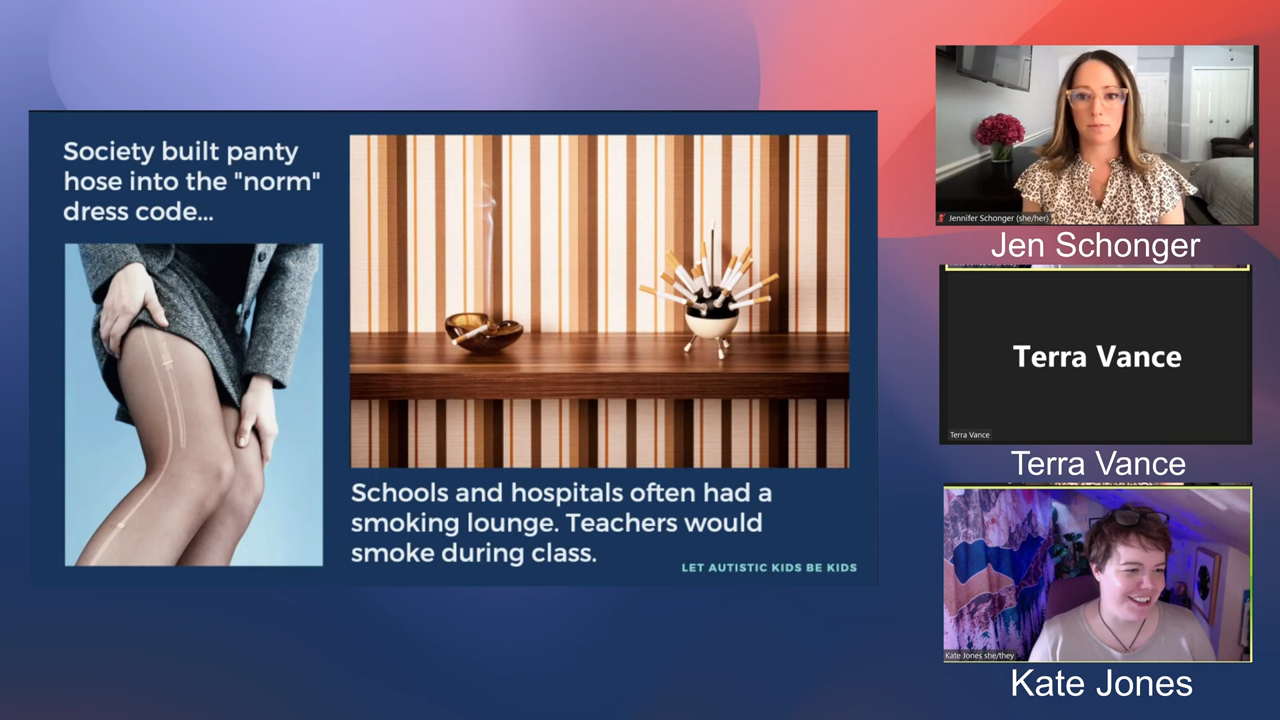 Society built panty
hose into the "norm"
dress code...
Schools and hospitals often had a
smoking lounge. Teachers would
smoke during class.
LET AUTISTIC KIDS BE KIDS
Jennifer Schonger (she/her)
Jen Schonger
Terra Vance
Terra Vance
Terra Vance
Kate Jones she/they
Kate Jones